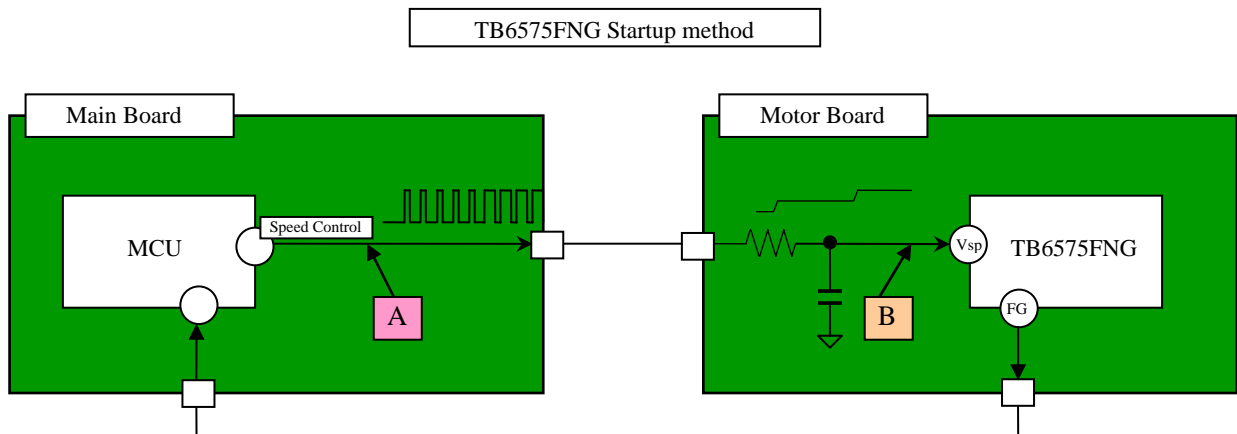 TB6575FNG Startup method
Main Board
Motor Board
Speed Control
MCU
Vsp
TB6575FNG
A
B
FG